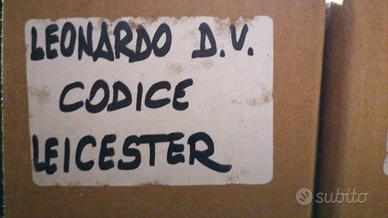 LEONARDO D.V.
CODICE
LEICESTER
subito